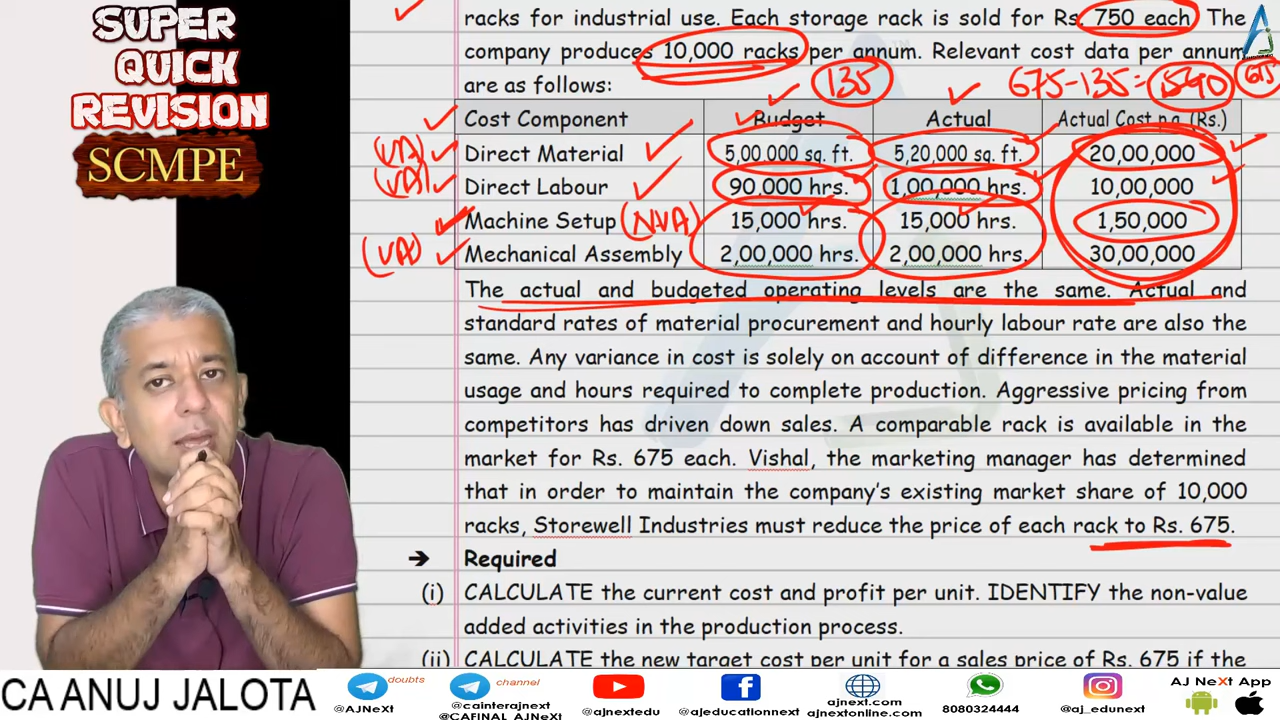 SUPER
QUICK
REVISION
SCMPE
racks for industrial use. Each storage rack is sold for Rs. 750 each The
company produces 10,000 racks per annum. Relevant cost data per annum
are as follows:
135
675-135=540
615
Cost Component Budget Actual Actual Cost p.a. (Rs.)
(VA) Direct Material 5,00,000 sq. ft. 5,20,000 sq. ft. 20,00,000
(VA) Direct Labour 90,000 hrs. 1,00,000 hrs. 10,00,000
Machine Setup (NVA) 15,000 hrs. 15,000 hrs. 1,50,000
(VA) Mechanical Assembly 2,00,000 hrs. 2,00,000 hrs. 30,00,000
The actual and budgeted operating levels are the same. Actual and
standard rates of material procurement and hourly labour rate are also the
same. Any variance in cost is solely on account of difference in the material
usage and hours required to complete production. Aggressive pricing from
competitors has driven down sales. A comparable rack is available in the
market for Rs. 675 each. Vishal, the marketing manager has determined
that in order to maintain the company's existing market share of 10,000
racks, Storewell Industries must reduce the price of each rack to Rs. 675.
➔ Required
(i) CALCULATE the current cost and profit per unit. IDENTIFY the non-value
added activities in the production process.
(ii) CALCULATE the new target cost per unit for a sales price of Rs. 675 if the
CA ANUJ JALOTA
doubts
@AJNeXt
channel
@cainterajnext
@CAFINAL_AJNeXt
@ajnextedu
@ajeducationnext
ajnext.com
ajnextonline.com
8080324444
@aj_edunext
AJ NeXt App